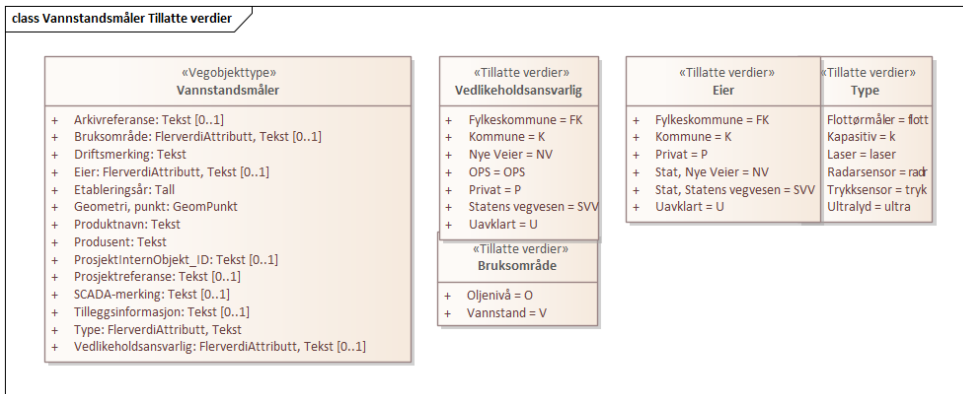 class Vannstandsmåler Tillatte verdier
«Vegobjekttype»
Vannstandsmåler
+ Arkivreferanse: Tekst [0..1]
+ Bruksområde: FlerverdiAttributt, Tekst [0..1]
+ Driftsmerking: Tekst
+ Eier: FlerverdiAttributt, Tekst [0..1]
+ Etableringsår: Tall
+ Geometri, punkt: GeomPunkt
+ Produktnavn: Tekst
+ Produsent: Tekst
+ ProsjektInternObjekt_ID: Tekst [0..1]
+ Prosjektreferanse: Tekst [0..1]
+ SCADA-merking: Tekst [0..1]
+ Tilleggsinformasjon: Tekst [0..1]
+ Type: FlerverdiAttributt, Tekst
+ Vedlikeholdsansvarlig: FlerverdiAttributt, Tekst [0..1]
«Tillatte verdier»
Vedlikeholdsansvarlig
+ Fylkeskommune = FK
+ Kommune = K
+ Nye Veier = NV
+ OPS = OPS
+ Privat = P
+ Statens vegvesen = SVV
+ Uavklart = U
«Tillatte verdier»
Bruksområde
+ Oljenivå = O
+ Vannstand = V
«Tillatte verdier»
Eier
+ Fylkeskommune = FK
+ Kommune = K
+ Privat = P
+ Stat, Nye Veier = NV
+ Stat, Statens vegvesen = SVV
+ Uavklart = U
«Tillatte verdier»
Type
Flottørmåler = flott
Kapasitiv = k
Laser = laser
Radarsensor = radr
Trykksensor = tryk
Ultralyd = ultra